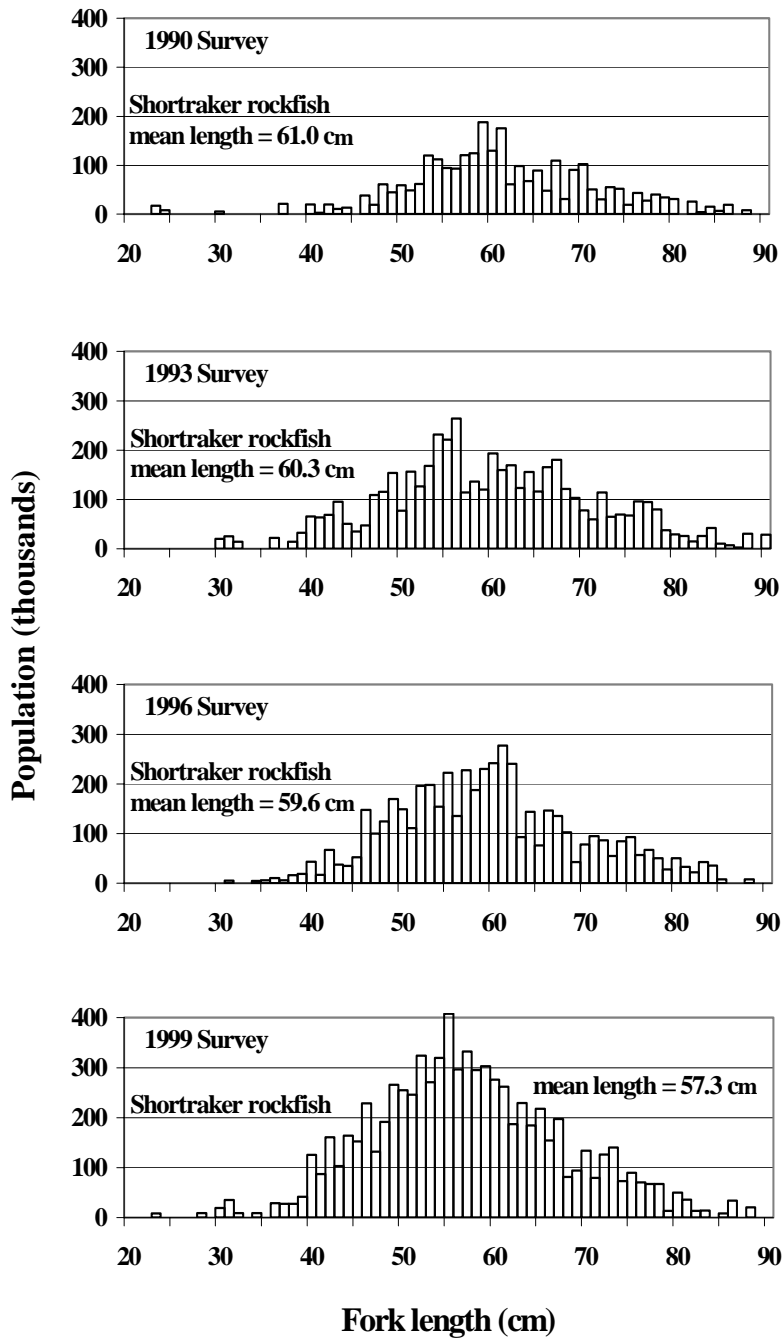 Population (thousands)
400
300
200
100
0
1990 Survey
Shortraker rockfish
mean length = 61.0 cm
20 30 40 50 60 70 80 90
400
300
200
100
0
1993 Survey
Shortraker rockfish
mean length = 60.3 cm
20 30 40 50 60 70 80 90
400
300
200
100
0
1996 Survey
Shortraker rockfish
mean length = 59.6 cm
20 30 40 50 60 70 80 90
400
300
200
100
0
1999 Survey
mean length = 57.3 cm
Shortraker rockfish
20 30 40 50 60 70 80 90
Fork length (cm)